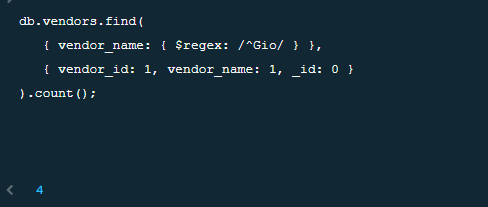 db.vendors.find(
{ vendor_name: { $regex: /^Gio/ } },
{ vendor_id: 1, vendor_name: 1, _id: 0 }
).count();
< 4